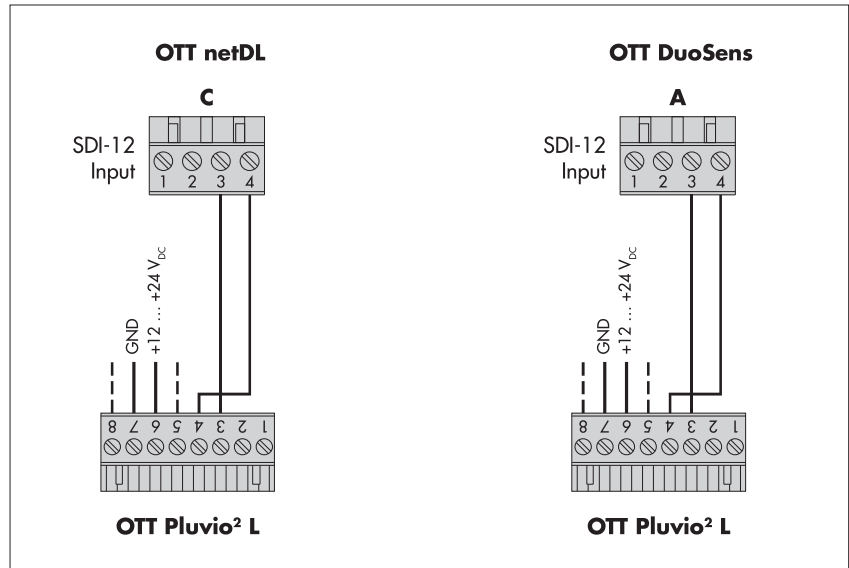 OTT netDL
C
SDI-12
Input
1 2 3 4
GND
+12 ... +24 V_DC
8 7 6 5 4 3 2 1
OTT Pluvio² L
OTT DuoSens
A
SDI-12
Input
1 2 3 4
GND
+12 ... +24 V_DC
8 7 6 5 4 3 2 1
OTT Pluvio² L